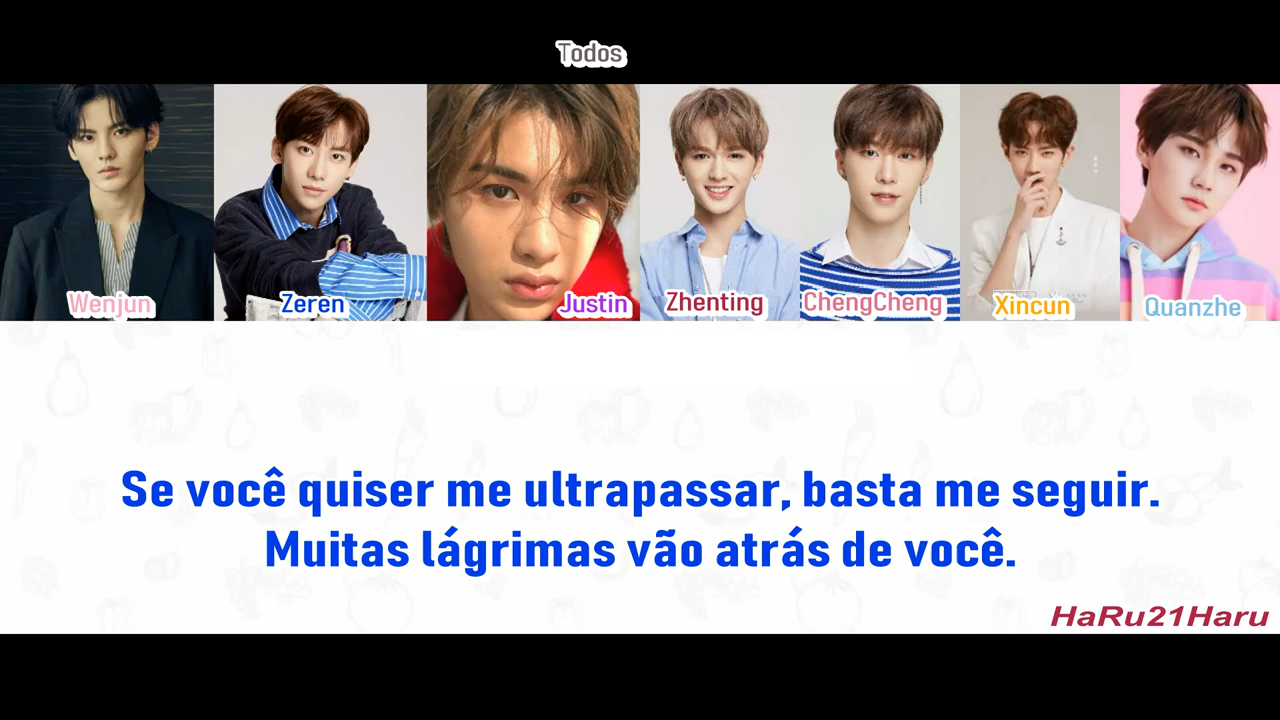 Todos
Wenjun Zeren Justin Zhenting ChengCheng Xincun Quanzhe
Se você quiser me ultrapassar, basta me seguir.
Muitas lágrimas vão atrás de você.
HaRu21Haru